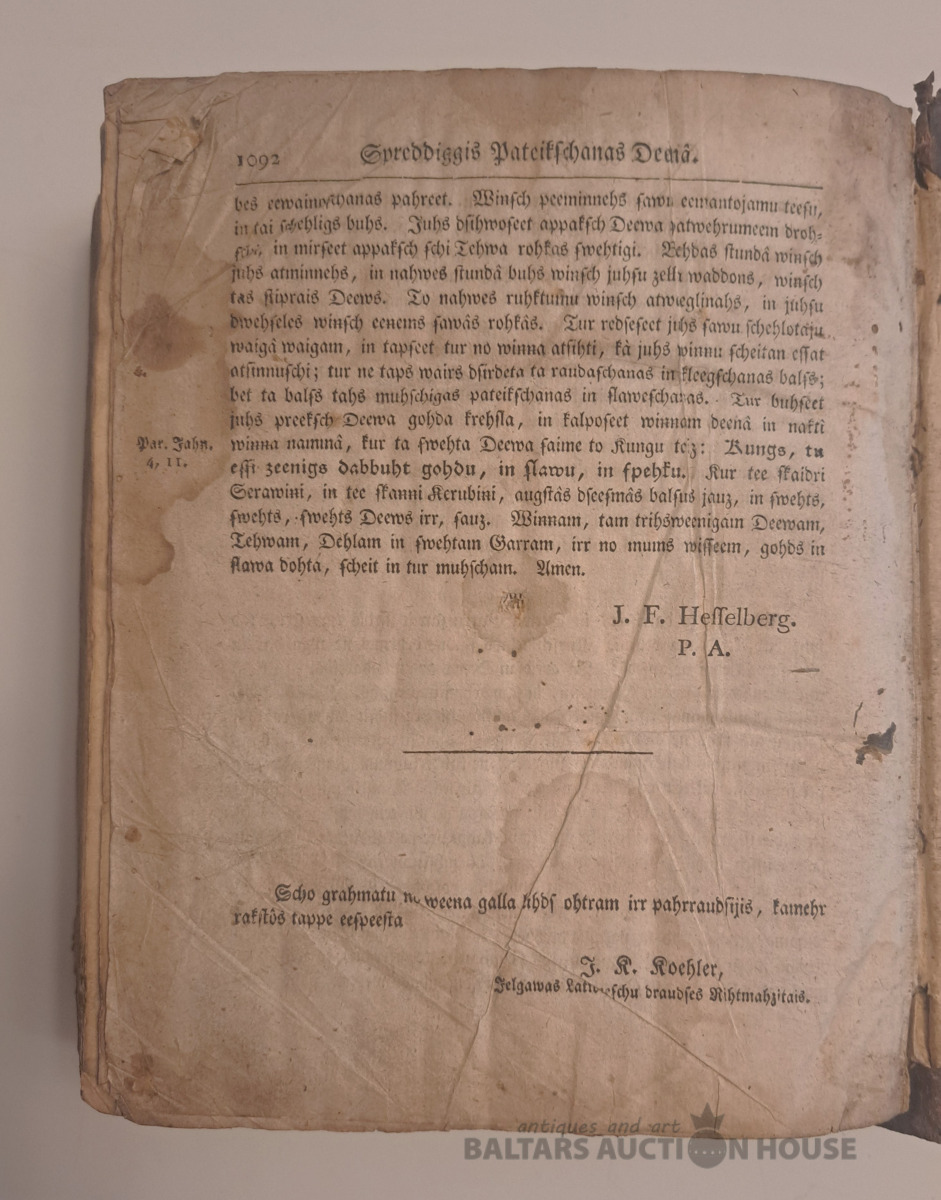 1092 Spreddiggis Pateikſchanas Deenâ.
bes eewainoſchanas pahreet. Winſch peeminnehs ſawu eemantojamu teeſu,
in tai ſchehligs buhs. Juhs dſihwoſeet appakſch Deewa patwehrumeem droh-
ſchi, in mirſeet appakſch ſchi Tehwa rohkas ſwehtigi. Behdas ſtundâ winſch
juhs atminnehs, in nahwes ſtundâ buhs winſch juhſu zellu waddons, winſch
tas ſtiprais Deews. To nahwes ruhktumu winſch atweeglinahs, in juhſu
dwehſeles winſch eenems ſawâs rohkâs. Tur redſeſeet juhs ſawu ſchehlotaju
waigâ waigam, in tapſeet tur no winna atſihti, kâ juhs winnu ſcheitan eſſat
atſinnuſchi; tur ne taps wairs dſirdeta ta raudaſchanas in kleegſchanas balſs;
bet ta balſs tahs muhſchigas pateikſchanas in ſlaweſchanas. Tur buhſeet
juhs preekſch Deewa gohda krehſla, in kalpoſeet winnam deenâ in naktî
Par. Jahn. 4, 11.
winna nammâ, kur ta ſwehta Deewa ſaime to Kungu teiz: Kungs, tu
eſſi zeenigs dabbuht gohdu, in ſlawu, in ſpehku. Kur tee ſkaidri
Serawini, in tee ſkanni Kerubini, augſtâs dſeeſmâs balſus jauz, in ſwehts,
ſwehts, ſwehts Deews irr, ſauz. Winnam, tam trihsweenigam Deewam,
Tehwam, Dehlam in ſwehtam Garram, irr no mums wiſſeem, gohds in
ſlawa dohta, ſcheit in tur muhſcham. Amen.
J. F. Heſſelberg.
P. A.
Scho grahmatu no weena galla lihds ohtram irr pahrraudſijis, kamehr
rakſtôs tappe eeſpeeſta
J. K. Koehler,
Jelgawas Latweeſchu draudſes Rihtmahzitais.
antiques and art
BALTARS AUCTION HOUSE